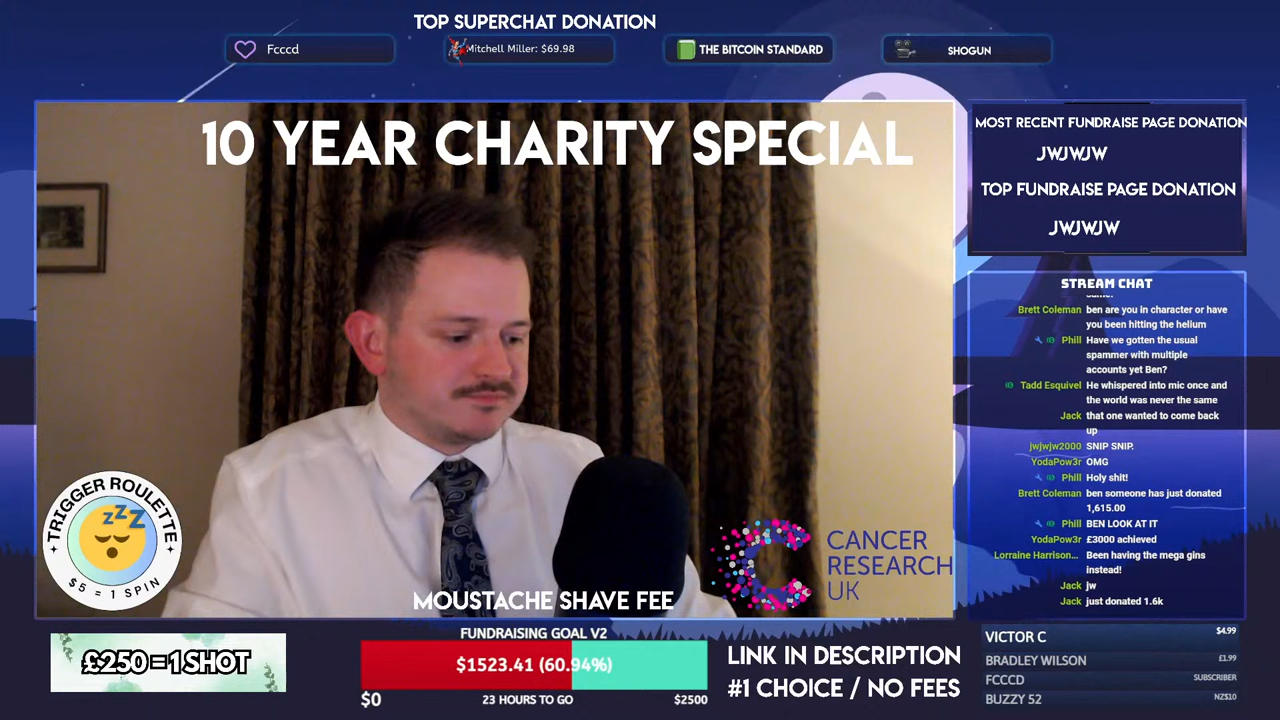 TOP SUPERCHAT DONATION
Fcccd
Mitchell Miller: $69.98
THE BITCOIN STANDARD
SHOGUN
10 YEAR CHARITY SPECIAL
MOST RECENT FUNDRAISE PAGE DONATION
JWJWJW
TOP FUNDRAISE PAGE DONATION
JWJWJW
STREAM CHAT
Brett Coleman ben are you in character or have
you been hitting the helium
Phill Have we gotten the usual
spammer with multiple
accounts yet Ben?
Tadd Esquivel He whispered into mic once and
the world was never the same
Jack that one wanted to come back
up
jwjwjw2000 SNIP SNIP.
YodaPow3r OMG
Phill Holy shit!
Brett Coleman ben someone has just donated
1,615.00
Phill BEN LOOK AT IT
YodaPow3r £3000 achieved
Lorraine Harrison... Been having the mega gins
instead!
Jack jw
Jack just donated 1.6k
TRIGGER ROULETTE
zzz
$5 = 1 SPIN
CANCER
RESEARCH
UK
MOUSTACHE SHAVE FEE
£250 = 1 SHOT
FUNDRAISING GOAL V2
$1523.41 (60.94%)
$0
23 HOURS TO GO
$2500
LINK IN DESCRIPTION
#1 CHOICE / NO FEES
VICTOR C $4.99
BRADLEY WILSON £1.99
FCCCD SUBSCRIBER
BUZZY 52 NZ$10